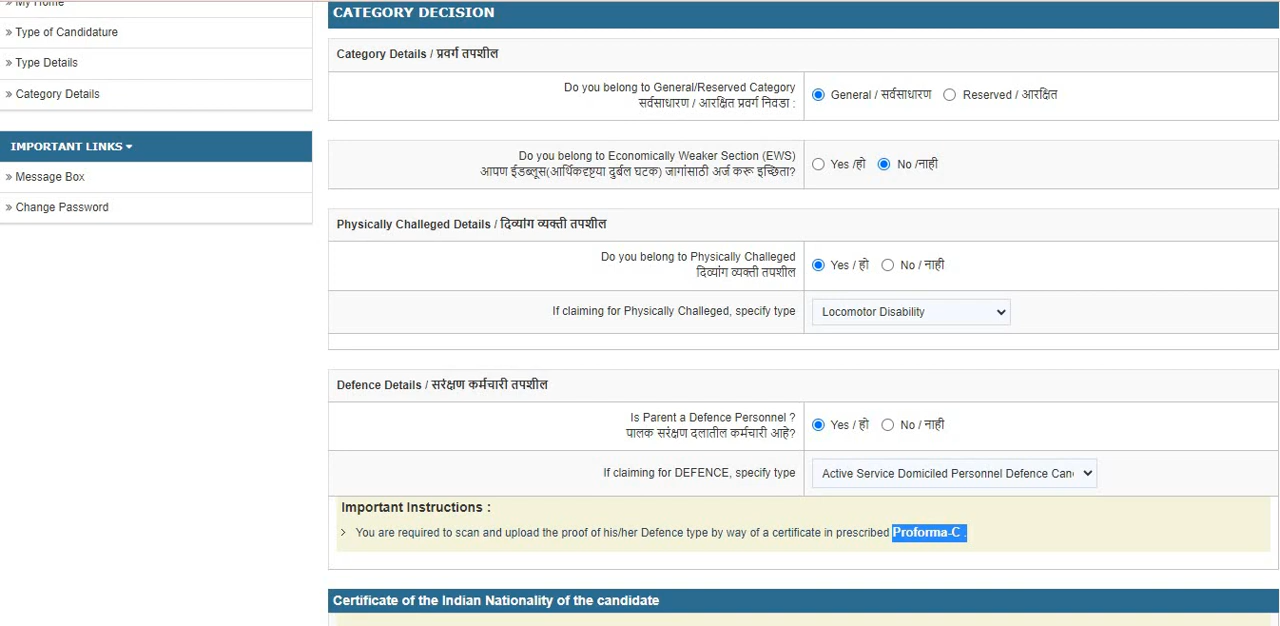 » My Home
» Type of Candidature
» Type Details
» Category Details
IMPORTANT LINKS
» Message Box
» Change Password
CATEGORY DECISION
Category Details / प्रवर्ग तपशील
Do you belong to General/Reserved Category
सर्वसाधारण / आरक्षित प्रवर्ग निवडा :
General / सर्वसाधारण Reserved / आरक्षित
Do you belong to Economically Weaker Section (EWS)
आपण ईडब्लूस(आर्थिकदृष्ट्या दुर्बल घटक) जागांसाठी अर्ज करू इच्छिता?
Yes /हो No /नाही
Physically Challeged Details / दिव्यांग व्यक्ती तपशील
Do you belong to Physically Challeged
दिव्यांग व्यक्ती तपशील
Yes / हो No / नाही
If claiming for Physically Challeged, specify type
Locomotor Disability
Defence Details / सरंक्षण कर्मचारी तपशील
Is Parent a Defence Personnel ?
पालक सरंक्षण दलातील कर्मचारी आहे?
Yes / हो No / नाही
If claiming for DEFENCE, specify type
Active Service Domiciled Personnel Defence Can
Important Instructions :
You are required to scan and upload the proof of his/her Defence type by way of a certificate in prescribed Proforma-C .
Certificate of the Indian Nationality of the candidate